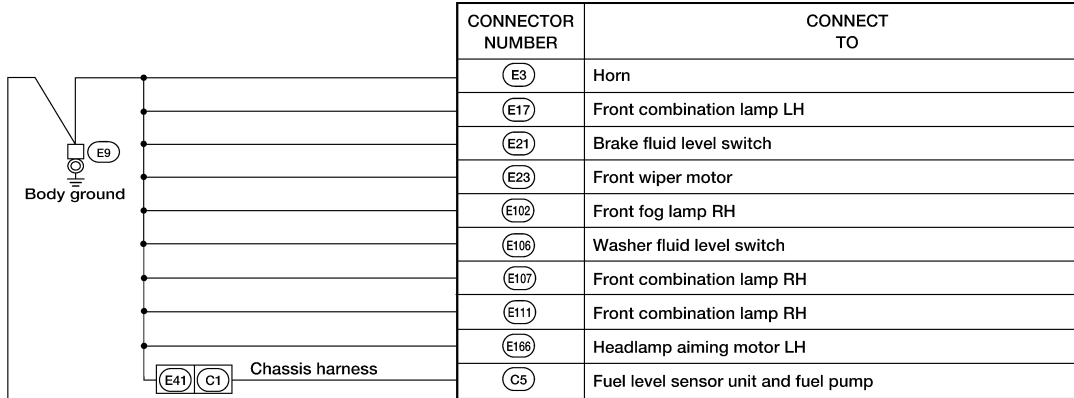 CONNECTOR NUMBER CONNECT TO
E3 Horn
E17 Front combination lamp LH
E21 Brake fluid level switch
E9
E23 Front wiper motor
Body ground
E102 Front fog lamp RH
E106 Washer fluid level switch
E107 Front combination lamp RH
E111 Front combination lamp RH
E166 Headlamp aiming motor LH
E41 C1 Chassis harness C5 Fuel level sensor unit and fuel pump